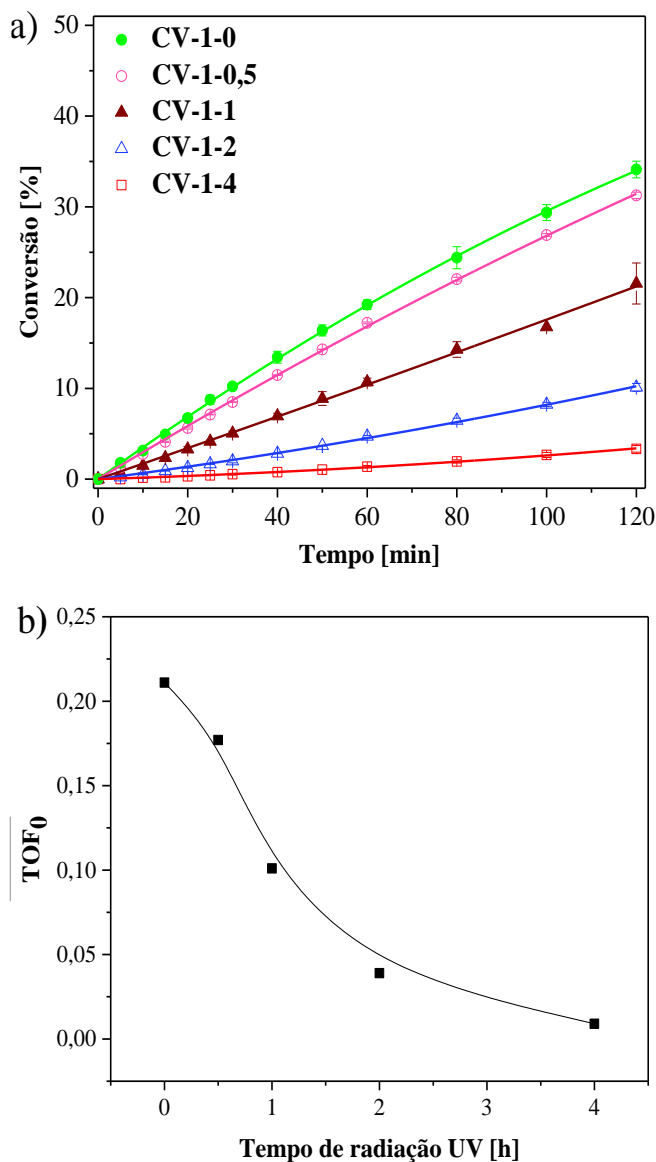 a)
50
40
30
20
10
0
Conversão [%]
CV-1-0
CV-1-0,5
CV-1-1
CV-1-2
CV-1-4
0 20 40 60 80 100 120
Tempo [min]
b)
0,25
0,20
0,15
0,10
0,05
0,00
TOF0
0 1 2 3 4
Tempo de radiação UV [h]